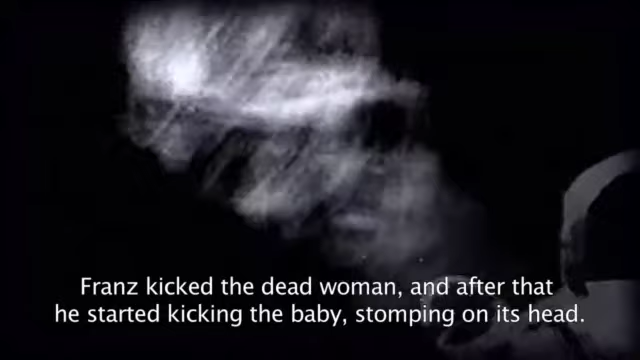 Franz kicked the dead woman, and after that
he started kicking the baby, stomping on its head.